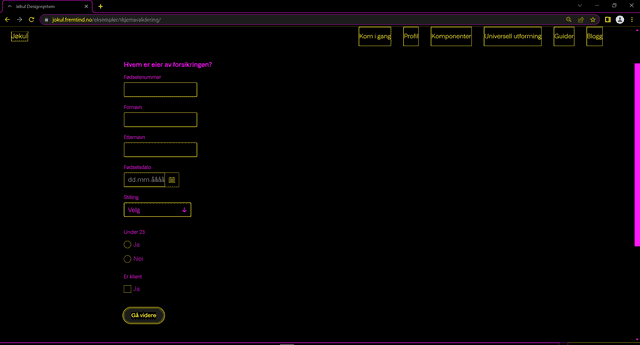 Jøkul Designsystem
jokul.fremtind.no/eksempler/skjemavalidering/
Jøkul
Kom i gang
Profil
Komponenter
Universell utforming
Guider
Blogg
Hvem er eier av forsikringen?
Fødselsnummer
Fornavn
Etternavn
Fødselsdato
dd.mm.åååå
Stilling
Velg
Under 23
Ja
Nei
Er klient
Ja
Gå videre